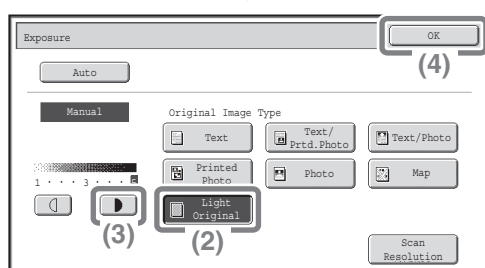 Exposure
OK
(4)
Auto
Manual
Original Image Type
Text
Text/
Prtd.Photo
Text/Photo
Printed
Photo
Photo
Map
1 · · · 3 · · · 5
Light
Original
(3)
(2)
Scan
Resolution